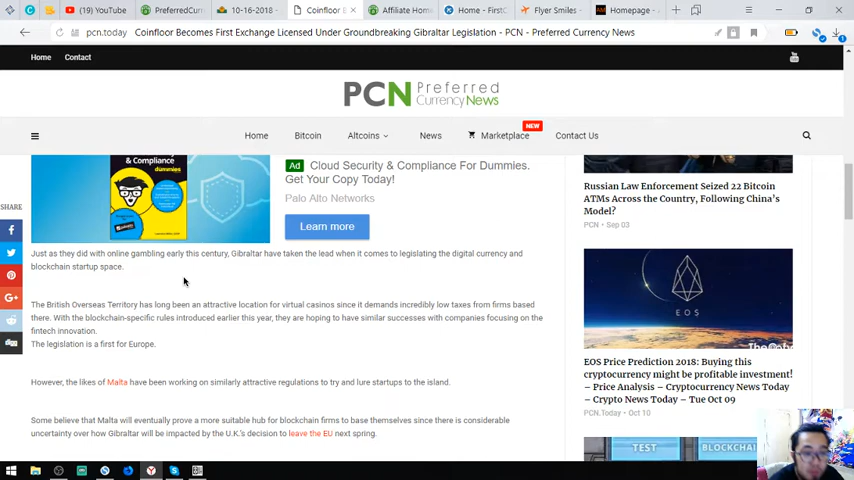 (19) YouTube
PreferredCur
10-16-2018 -
Coinfloor B
Affiliate Home
Home - FirstC
Flyer Smiles -
Homepage -
pcn.today
Coinfloor Becomes First Exchange Licensed Under Groundbreaking Gibraltar Legislation - PCN - Preferred Currency News
Home
Contact
PCN Preferred
Currency News
Home
Bitcoin
Altcoins
News
Marketplace
NEW
Contact Us
& Compliance
dummies
Ad Cloud Security & Compliance For Dummies.
Get Your Copy Today!
Palo Alto Networks
Learn more
SHARE
Just as they did with online gambling early this century, Gibraltar have taken the lead when it comes to legislating the digital currency and
blockchain startup space.
The British Overseas Territory has long been an attractive location for virtual casinos since it demands incredibly low taxes from firms based
there. With the blockchain-specific rules introduced earlier this year, they are hoping to have similar successes with companies focusing on the
fintech innovation.
The legislation is a first for Europe.
However, the likes of Malta have been working on similarly attractive regulations to try and lure startups to the island.
Some believe that Malta will eventually prove a more suitable hub for blockchain firms to base themselves since there is considerable
uncertainty over how Gibraltar will be impacted by the U.K.'s decision to leave the EU next spring.
Russian Law Enforcement Seized 22 Bitcoin
ATMs Across the Country, Following China's
Model?
PCN - Sep 03
EOS
EOS Price Prediction 2018: Buying this
cryptocurrency might be profitable investment!
– Price Analysis – Cryptocurrency News Today
– Crypto News Today – Tue Oct 09
PCN.Today - Oct 10
TEST
BLOCKCHAIN